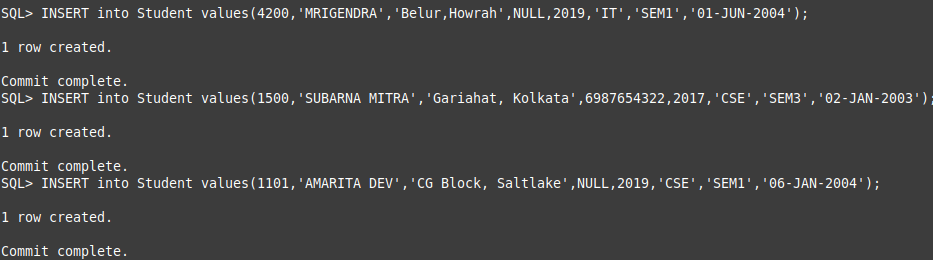 SQL> INSERT into Student values(4200,'MRIGENDRA','Belur,Howrah',NULL,2019,'IT','SEM1','01-JUN-2004');
1 row created.
Commit complete.
SQL> INSERT into Student values(1500,'SUBARNA MITRA','Gariahat, Kolkata',6987654322,2017,'CSE','SEM3','02-JAN-2003');
1 row created.
Commit complete.
SQL> INSERT into Student values(1101,'AMARITA DEV','CG Block, Saltlake',NULL,2019,'CSE','SEM1','06-JAN-2004');
1 row created.
Commit complete.